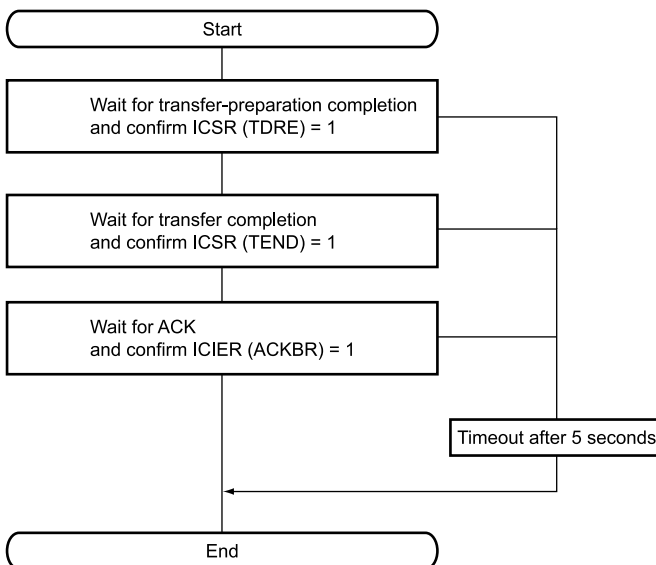 Start
Wait for transfer-preparation completion
and confirm ICSR (TDRE) = 1
Wait for transfer completion
and confirm ICSR (TEND) = 1
Wait for ACK
and confirm ICIER (ACKBR) = 1
Timeout after 5 seconds
End